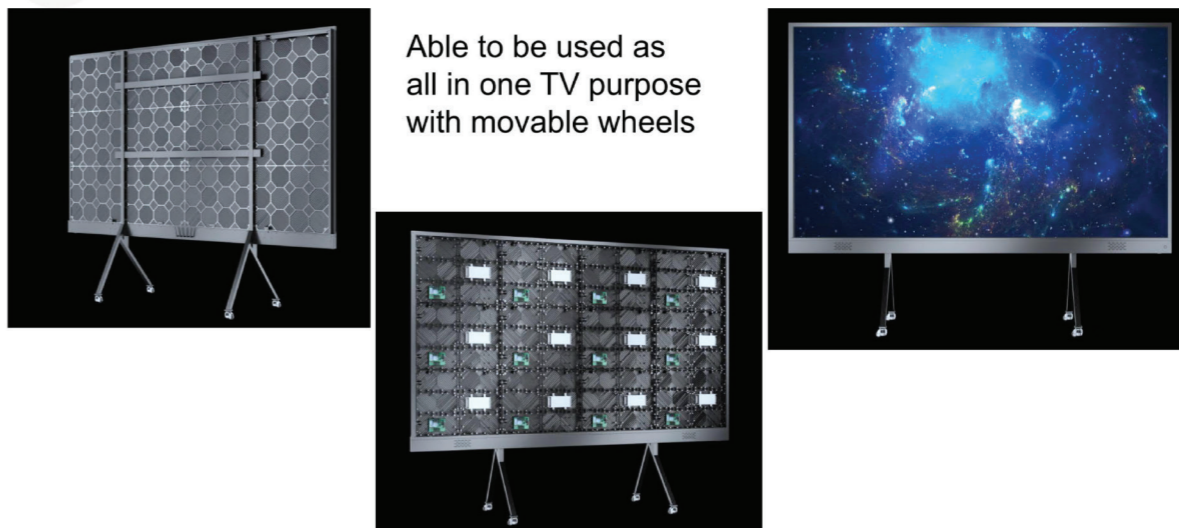 Able to be used as
all in one TV purpose
with movable wheels